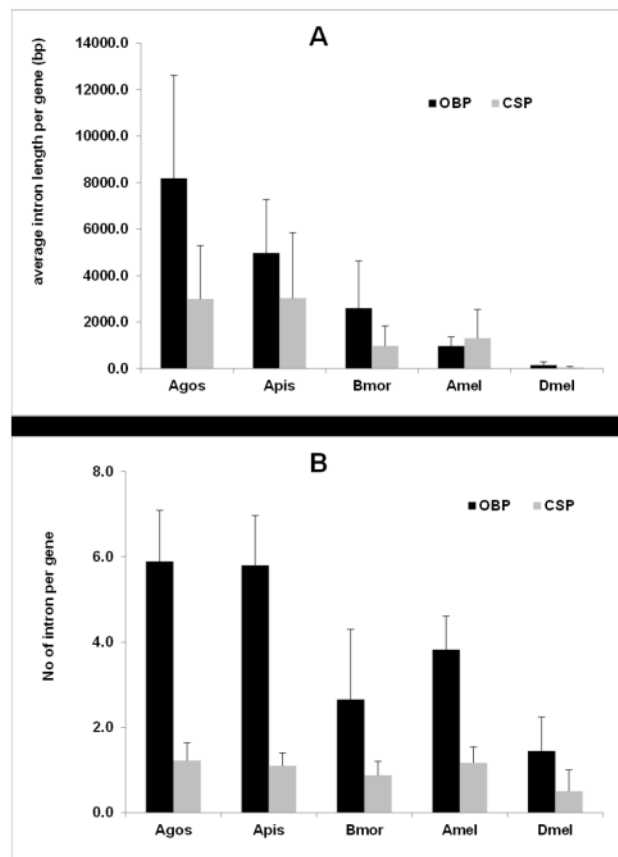 A
average intron length per gene (bp)
14000.0
12000.0
10000.0
8000.0
6000.0
4000.0
2000.0
0.0
OBP CSP
Agos Apis Bmor Amel Dmel
B
No of intron per gene
8.0
6.0
4.0
2.0
0.0
OBP CSP
Agos Apis Bmor Amel Dmel